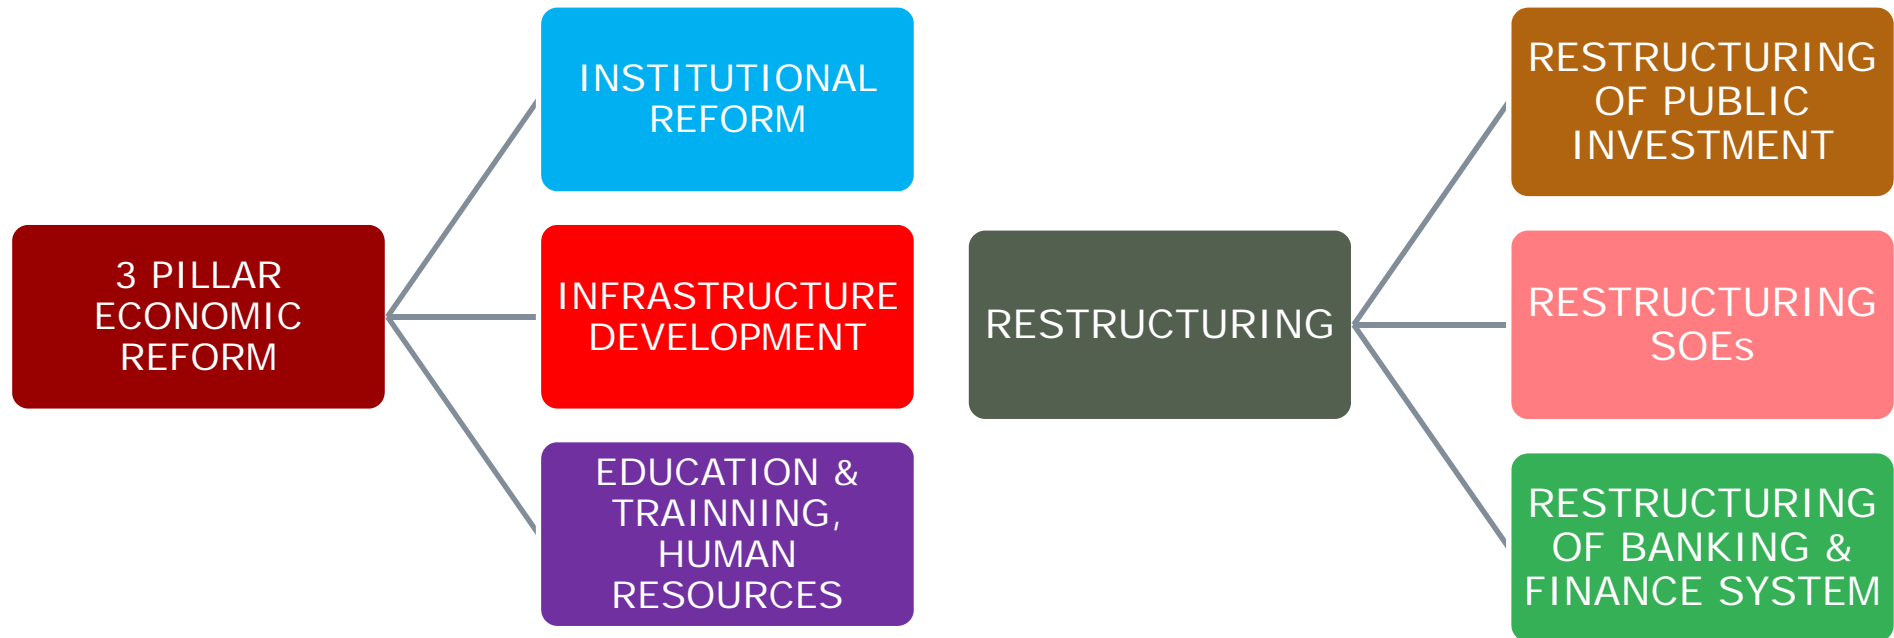 3 PILLAR
ECONOMIC
REFORM
INSTITUTIONAL
REFORM
INFRASTRUCTURE
DEVELOPMENT
EDUCATION &
TRAINNING,
HUMAN
RESOURCES
RESTRUCTURING
RESTRUCTURING
OF PUBLIC
INVESTMENT
RESTRUCTURING
SOEs
RESTRUCTURING
OF BANKING &
FINANCE SYSTEM